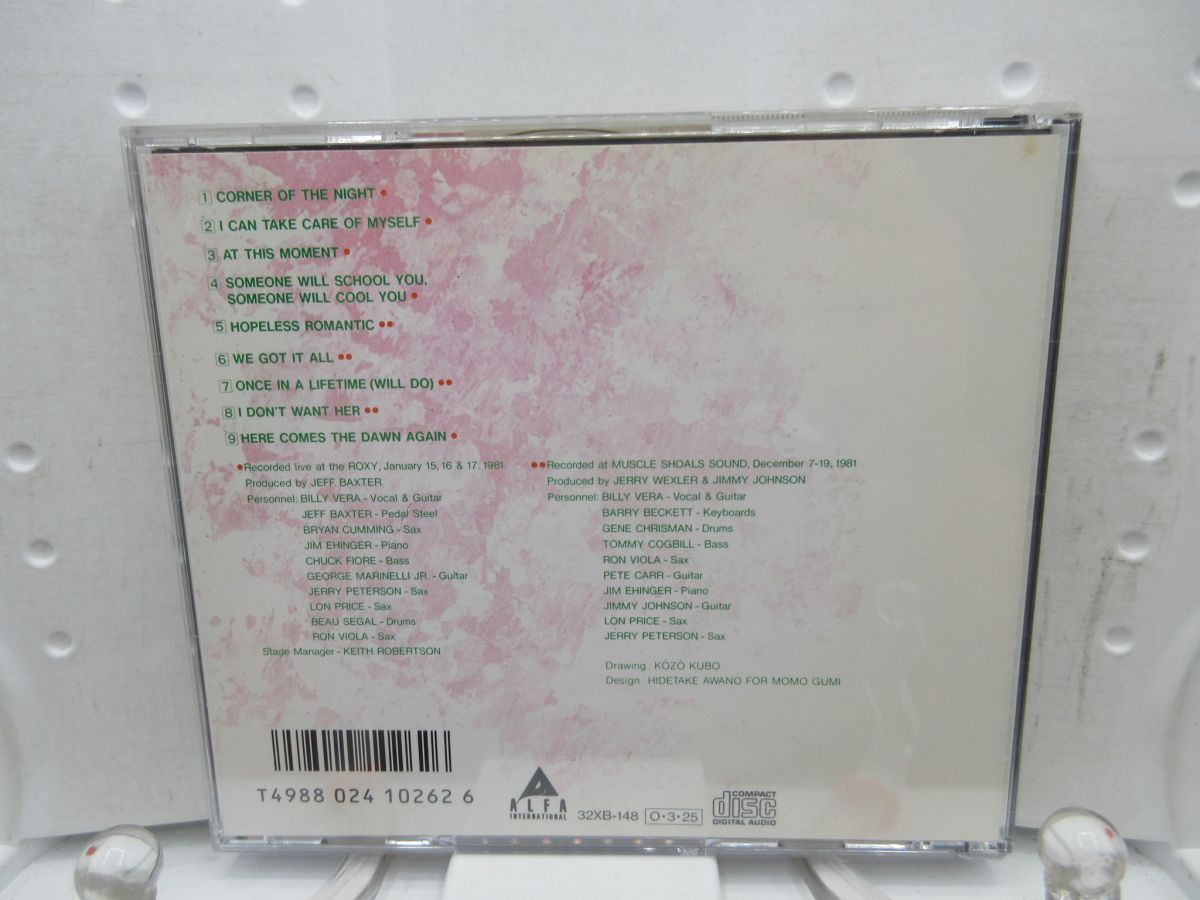 1 CORNER OF THE NIGHT •
2 I CAN TAKE CARE OF MYSELF •
3 AT THIS MOMENT •
4 SOMEONE WILL SCHOOL YOU,
SOMEONE WILL COOL YOU •
5 HOPELESS ROMANTIC ••
6 WE GOT IT ALL ••
7 ONCE IN A LIFETIME (WILL DO) ••
8 I DON'T WANT HER ••
9 HERE COMES THE DAWN AGAIN •
•Recorded live at the ROXY, January 15, 16 & 17. 1981
Produced by JEFF BAXTER
Personnel: BILLY VERA - Vocal & Guitar
JEFF BAXTER - Pedal Steel
BRYAN CUMMING - Sax
JIM EHINGER - Piano
CHUCK FIORE - Bass
GEORGE MARINELLI JR. - Guitar
JERRY PETERSON - Sax
LON PRICE - Sax
BEAU SEGAL - Drums
RON VIOLA - Sax
Stage Manager - KEITH ROBERTSON
••Recorded at MUSCLE SHOALS SOUND, December 7-19, 1981
Produced by JERRY WEXLER & JIMMY JOHNSON
Personnel: BILLY VERA - Vocal & Guitar
BARRY BECKETT - Keyboards
GENE CHRISMAN - Drums
TOMMY COGBILL - Bass
RON VIOLA - Sax
PETE CARR - Guitar
JIM EHINGER - Piano
JIMMY JOHNSON - Guitar
LON PRICE - Sax
JERRY PETERSON - Sax
Drawing : KŌZŌ KUBO
Design : HIDETAKE AWANO FOR MOMO GUMI
T4988 024 10262 6
ALFA
INTERNATIONAL
32XB-148 O・3・25
COMPACT
disc
DIGITAL AUDIO